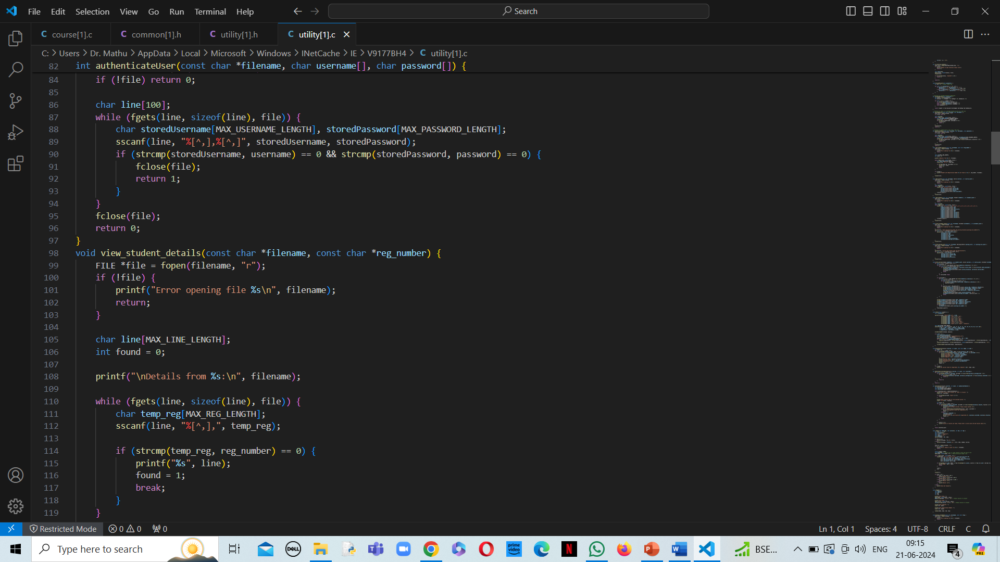 File Edit Selection View Go Run Terminal Help Search
course[1].c common[1].h utility[1].h utility[1].c
C: > Users > Dr. Mathu > AppData > Local > Microsoft > Windows > INetCache > IE > V9177BH4 > C utility[1].c
82 int authenticateUser(const char *filename, char username[], char password[]) {
84 if (!file) return 0;
85
86 char line[100];
87 while (fgets(line, sizeof(line), file)) {
88 char storedUsername[MAX_USERNAME_LENGTH], storedPassword[MAX_PASSWORD_LENGTH];
89 sscanf(line, "%[^,],%[^,]", storedUsername, storedPassword);
90 if (strcmp(storedUsername, username) == 0 && strcmp(storedPassword, password) == 0) {
91 fclose(file);
92 return 1;
93 }
94 }
95 fclose(file);
96 return 0;
97 }
98 void view_student_details(const char *filename, const char *reg_number) {
99 FILE *file = fopen(filename, "r");
100 if (!file) {
101 printf("Error opening file %s\n", filename);
102 return;
103 }
104
105 char line[MAX_LINE_LENGTH];
106 int found = 0;
107
108 printf("\nDetails from %s:\n", filename);
109
110 while (fgets(line, sizeof(line), file)) {
111 char temp_reg[MAX_REG_LENGTH];
112 sscanf(line, "%[^,],", temp_reg);
113
114 if (strcmp(temp_reg, reg_number) == 0) {
115 printf("%s", line);
116 found = 1;
117 break;
118 }
119 }
Restricted Mode 0 0 0 Ln 1, Col 1 Spaces: 4 UTF-8 CRLF C
Type here to search DELL prime video BSE... ENG 09:15
21-06-2024 4 PRE